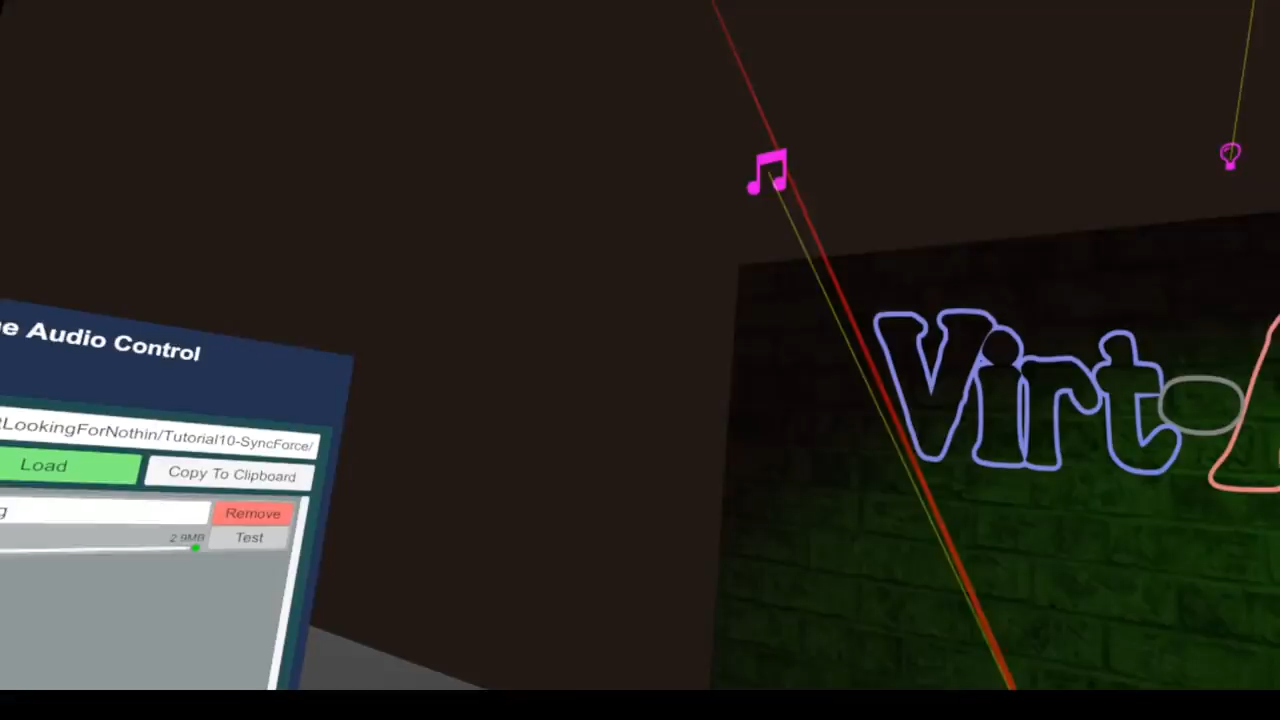 e Audio Control
LookingForNothin/Tutorial10-SyncForce/
Load
Copy To Clipboard
g
Remove
2.9MB
Test
Virt